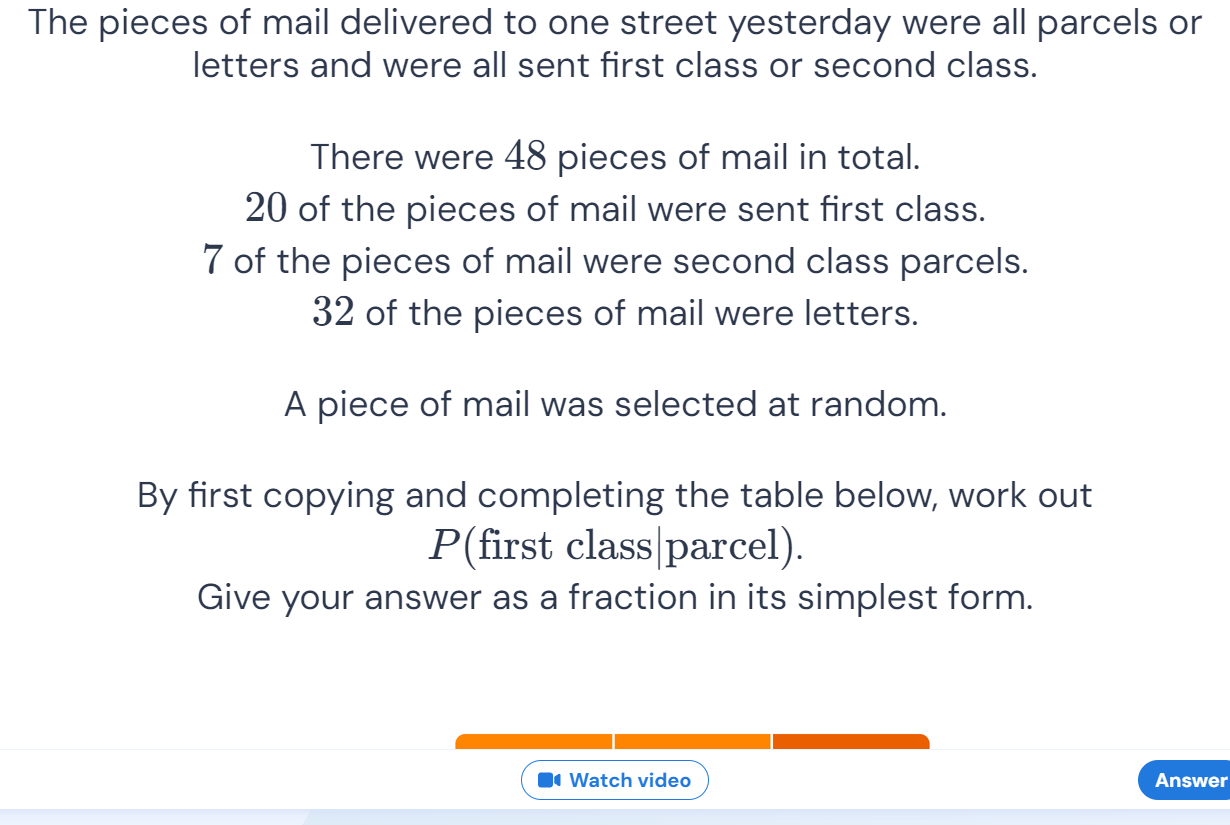 The pieces of mail delivered to one street yesterday were all parcels or
letters and were all sent first class or second class.
There were 48 pieces of mail in total.
20 of the pieces of mail were sent first class.
7 of the pieces of mail were second class parcels.
32 of the pieces of mail were letters.
A piece of mail was selected at random.
By first copying and completing the table below, work out
P(first class|parcel).
Give your answer as a fraction in its simplest form.
Watch video
Answer